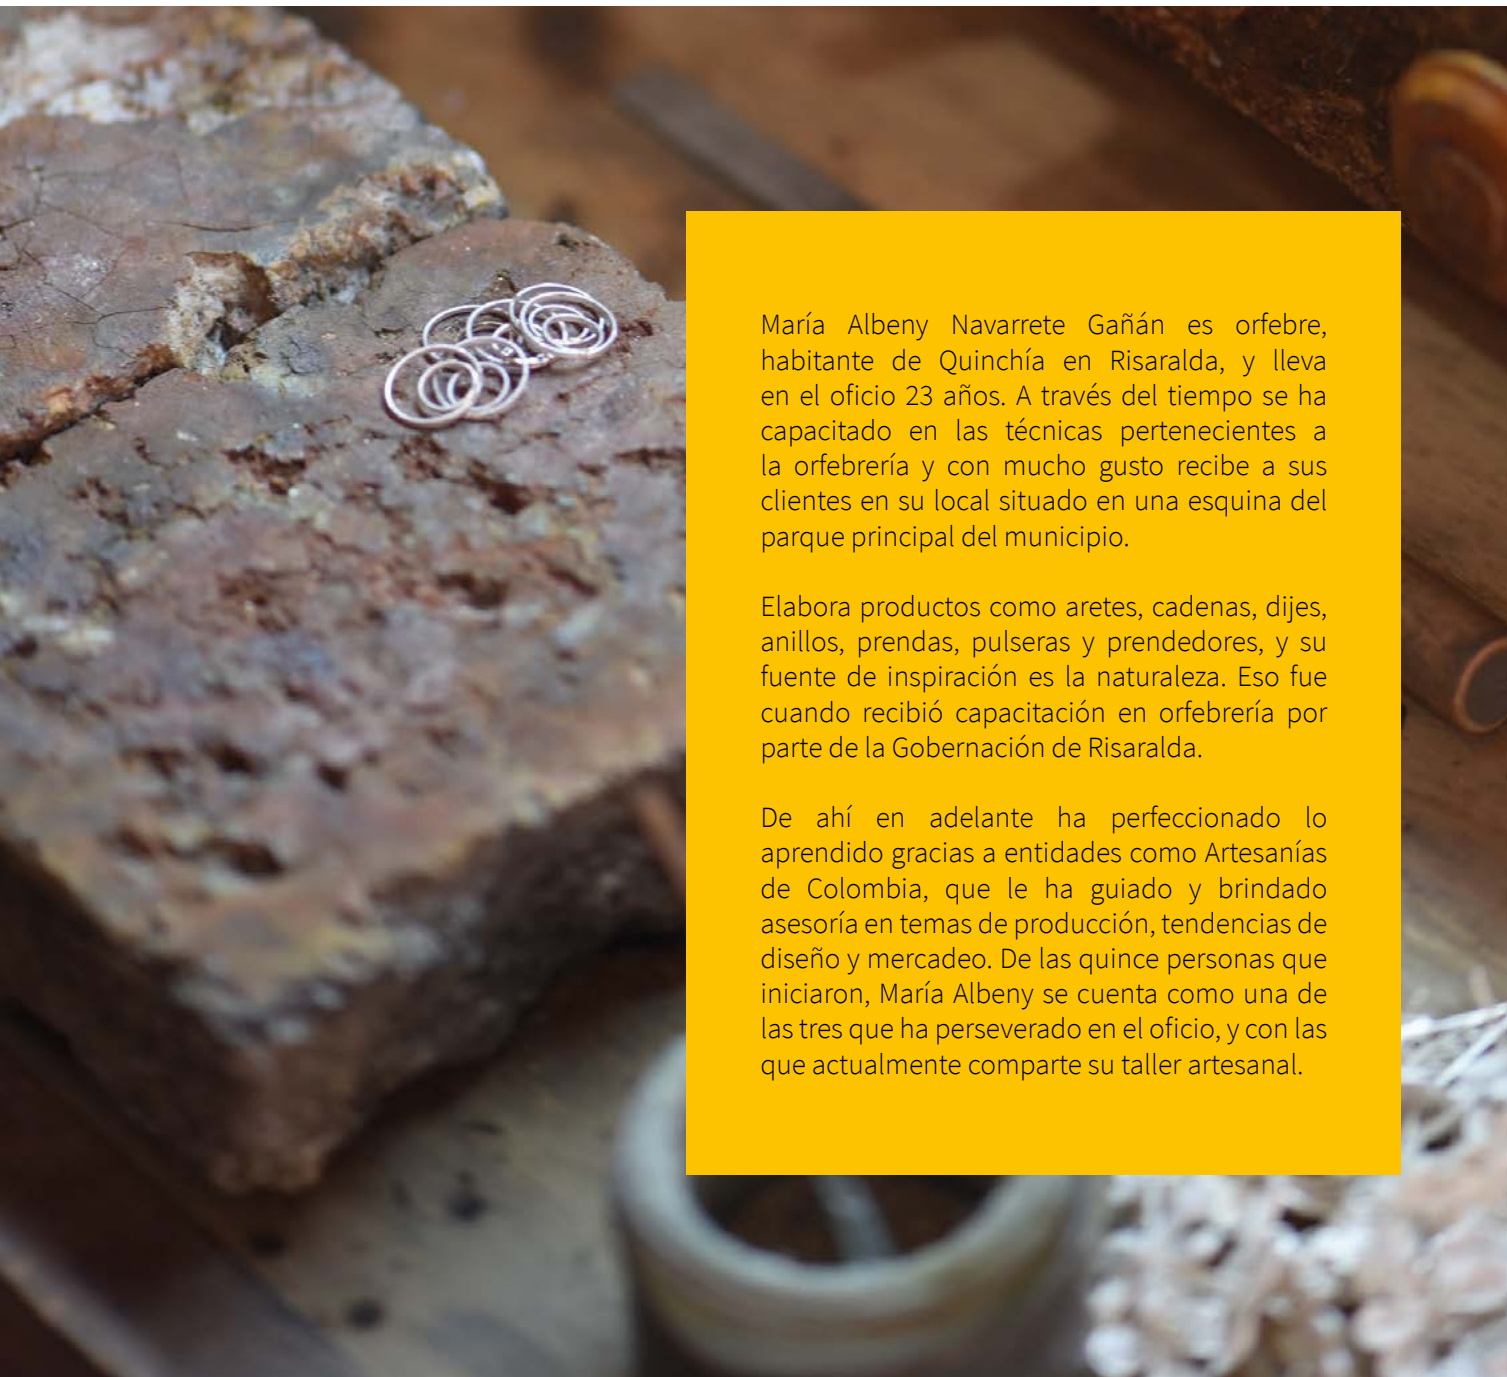 María Albeny Navarrete Gañán es orfebre,
habitante de Quinchía en Risaralda, y lleva
en el oficio 23 años. A través del tiempo se ha
capacitado en las técnicas pertenecientes a
la orfebrería y con mucho gusto recibe a sus
clientes en su local situado en una esquina del
parque principal del municipio.
Elabora productos como aretes, cadenas, dijes,
anillos, prendas, pulseras y prendedores, y su
fuente de inspiración es la naturaleza. Eso fue
cuando recibió capacitación en orfebrería por
parte de la Gobernación de Risaralda.
De ahí en adelante ha perfeccionado lo
aprendido gracias a entidades como Artesanías
de Colombia, que le ha guiado y brindado
asesoría en temas de producción, tendencias de
diseño y mercadeo. De las quince personas que
iniciaron, María Albeny se cuenta como una de
las tres que ha perseverado en el oficio, y con las
que actualmente comparte su taller artesanal.